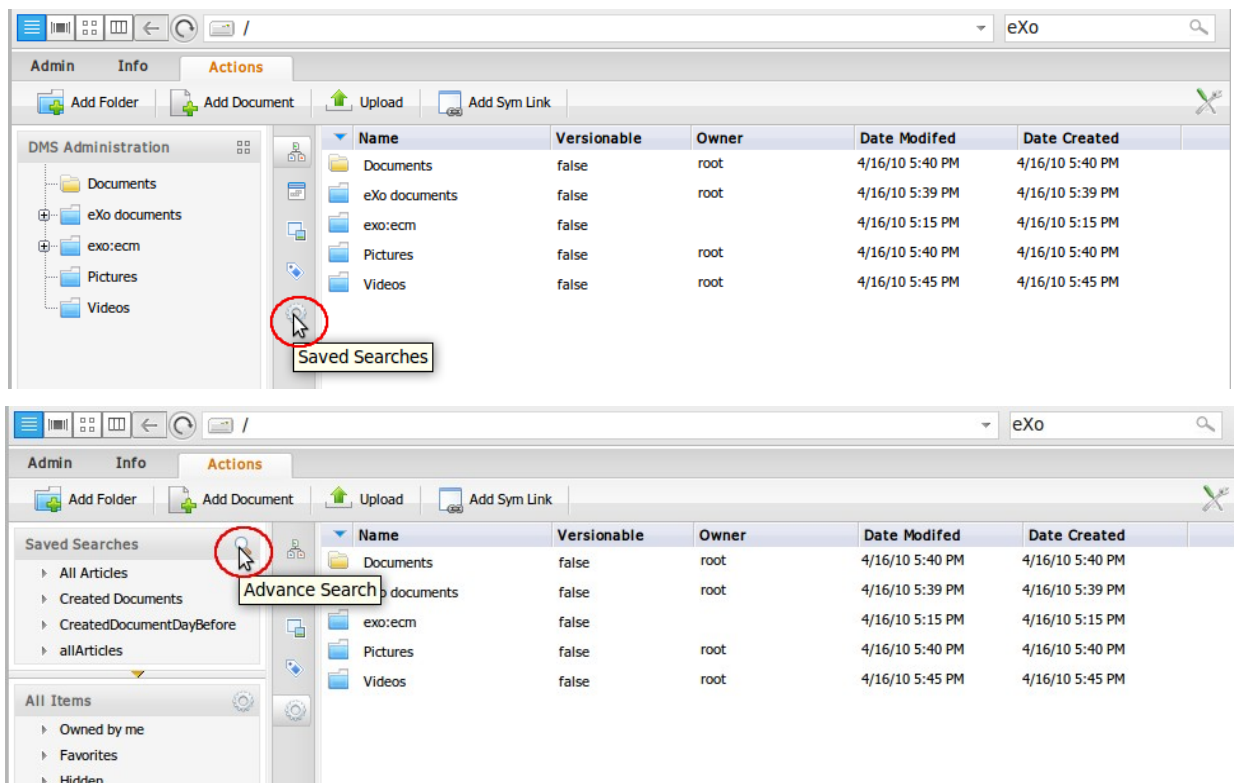 / eXo
Admin Info Actions
Add Folder Add Document Upload Add Sym Link
DMS Administration
Documents
eXo documents
exo:ecm
Pictures
Videos
Name Versionable Owner Date Modifed Date Created
Documents false root 4/16/10 5:40 PM 4/16/10 5:40 PM
eXo documents false root 4/16/10 5:39 PM 4/16/10 5:39 PM
exo:ecm false 4/16/10 5:15 PM 4/16/10 5:15 PM
Pictures false root 4/16/10 5:40 PM 4/16/10 5:40 PM
Videos false root 4/16/10 5:45 PM 4/16/10 5:45 PM
Saved Searches
/ eXo
Admin Info Actions
Add Folder Add Document Upload Add Sym Link
Saved Searches
All Articles
Created Documents
CreatedDocumentDayBefore
allArticles
Advance Search
All Items
Owned by me
Favorites
Hidden
Name Versionable Owner Date Modifed Date Created
Documents false root 4/16/10 5:40 PM 4/16/10 5:40 PM
o documents false root 4/16/10 5:39 PM 4/16/10 5:39 PM
exo:ecm false 4/16/10 5:15 PM 4/16/10 5:15 PM
Pictures false root 4/16/10 5:40 PM 4/16/10 5:40 PM
Videos false root 4/16/10 5:45 PM 4/16/10 5:45 PM